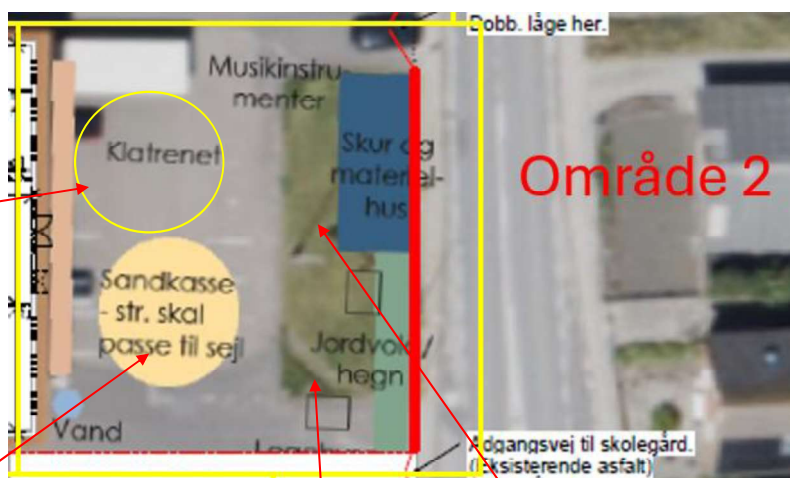 Dobb. låge her.
Musikinstru-
menter
Klatrenet
Skur og
materiel-
hus
Område 2
Sandkasse
- str. skal
passe til sejl
Jordvold/
hegn
Vand
Adgangsvej til skolegård.
(eksisterende asfalt)